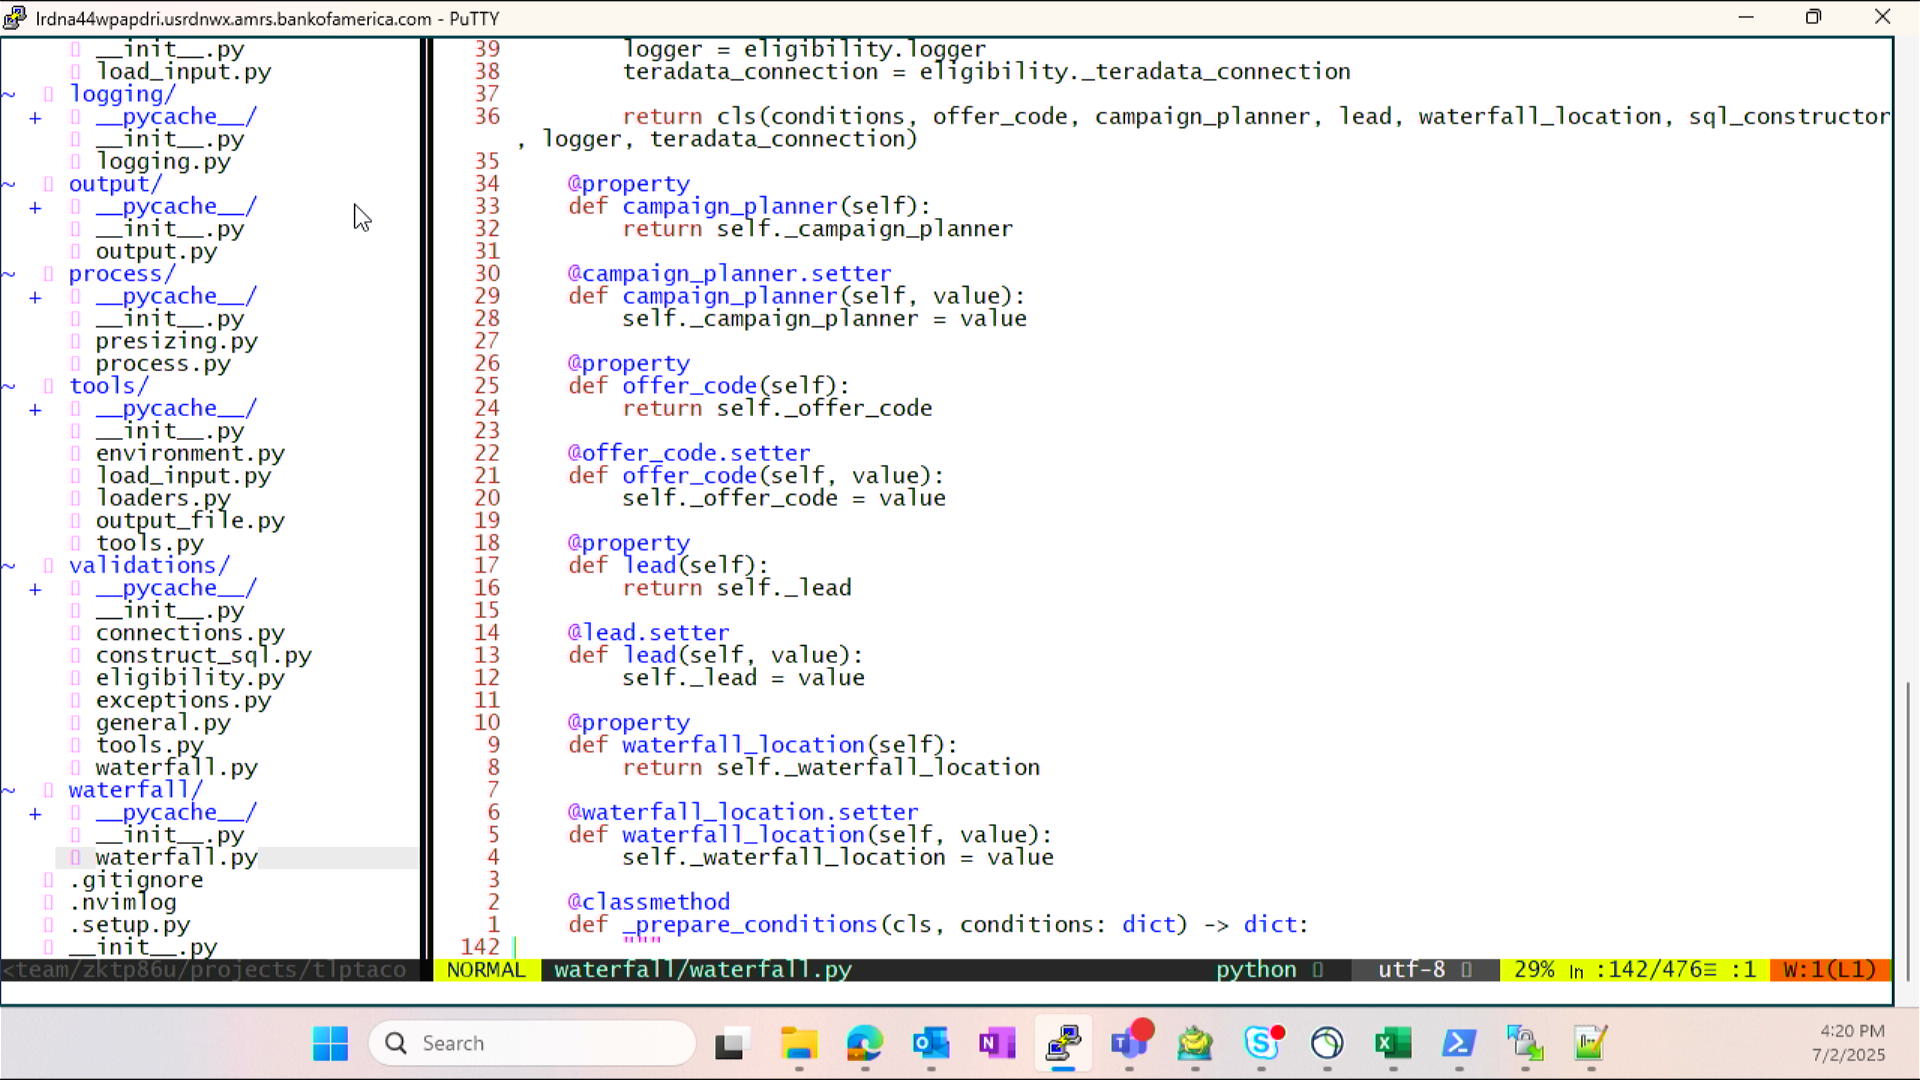 lrdna44wpapdri.usrdnwx.amrs.bankofamerica.com - PuTTY
__init__.py
load_input.py
~ logging/
+ __pycache__/
__init__.py
logging.py
~ output/
+ __pycache__/
__init__.py
output.py
~ process/
+ __pycache__/
__init__.py
presizing.py
process.py
~ tools/
+ __pycache__/
__init__.py
environment.py
load_input.py
loaders.py
output_file.py
tools.py
~ validations/
+ __pycache__/
__init__.py
connections.py
construct_sql.py
eligibility.py
exceptions.py
general.py
tools.py
waterfall.py
~ waterfall/
+ __pycache__/
__init__.py
waterfall.py
.gitignore
.nvimlog
.setup.py
__init__.py
<team/zktp86u/projects/tlptaco
39 logger = eligibility.logger
38 teradata_connection = eligibility._teradata_connection
37
36 return cls(conditions, offer_code, campaign_planner, lead, waterfall_location, sql_constructor
, logger, teradata_connection)
35
34 @property
33 def campaign_planner(self):
32 return self._campaign_planner
31
30 @campaign_planner.setter
29 def campaign_planner(self, value):
28 self._campaign_planner = value
27
26 @property
25 def offer_code(self):
24 return self._offer_code
23
22 @offer_code.setter
21 def offer_code(self, value):
20 self._offer_code = value
19
18 @property
17 def lead(self):
16 return self._lead
15
14 @lead.setter
13 def lead(self, value):
12 self._lead = value
11
10 @property
9 def waterfall_location(self):
8 return self._waterfall_location
7
6 @waterfall_location.setter
5 def waterfall_location(self, value):
4 self._waterfall_location = value
3
2 @classmethod
1 def _prepare_conditions(cls, conditions: dict) -> dict:
142 """
NORMAL waterfall/waterfall.py python utf-8 29% ln :142/476≡ :1 W:1(L1)
Search
4:20 PM
7/2/2025